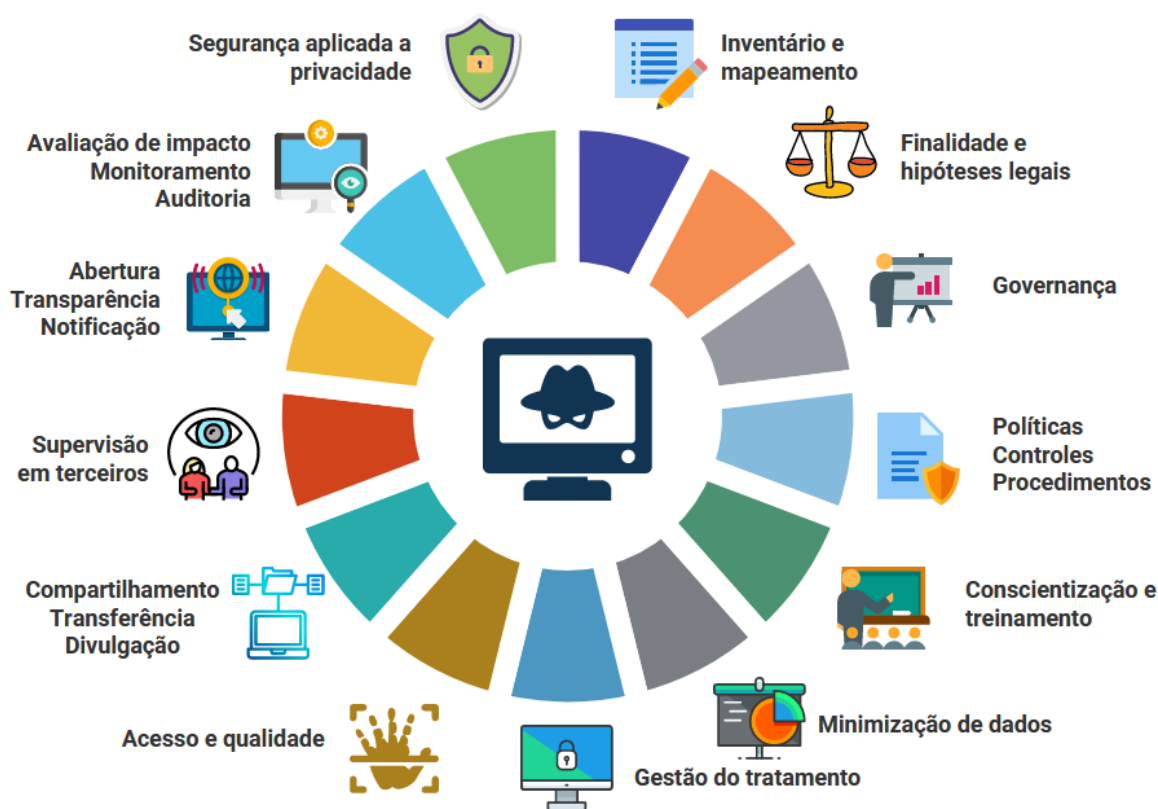 Segurança aplicada a
privacidade
Inventário e
mapeamento
Finalidade e
hipóteses legais
Governança
Políticas
Controles
Procedimentos
Conscientização e
treinamento
Minimização de dados
Gestão do tratamento
Acesso e qualidade
Compartilhamento
Transferência
Divulgação
Supervisão
em terceiros
Abertura
Transparência
Notificação
Avaliação de impacto
Monitoramento
Auditoria